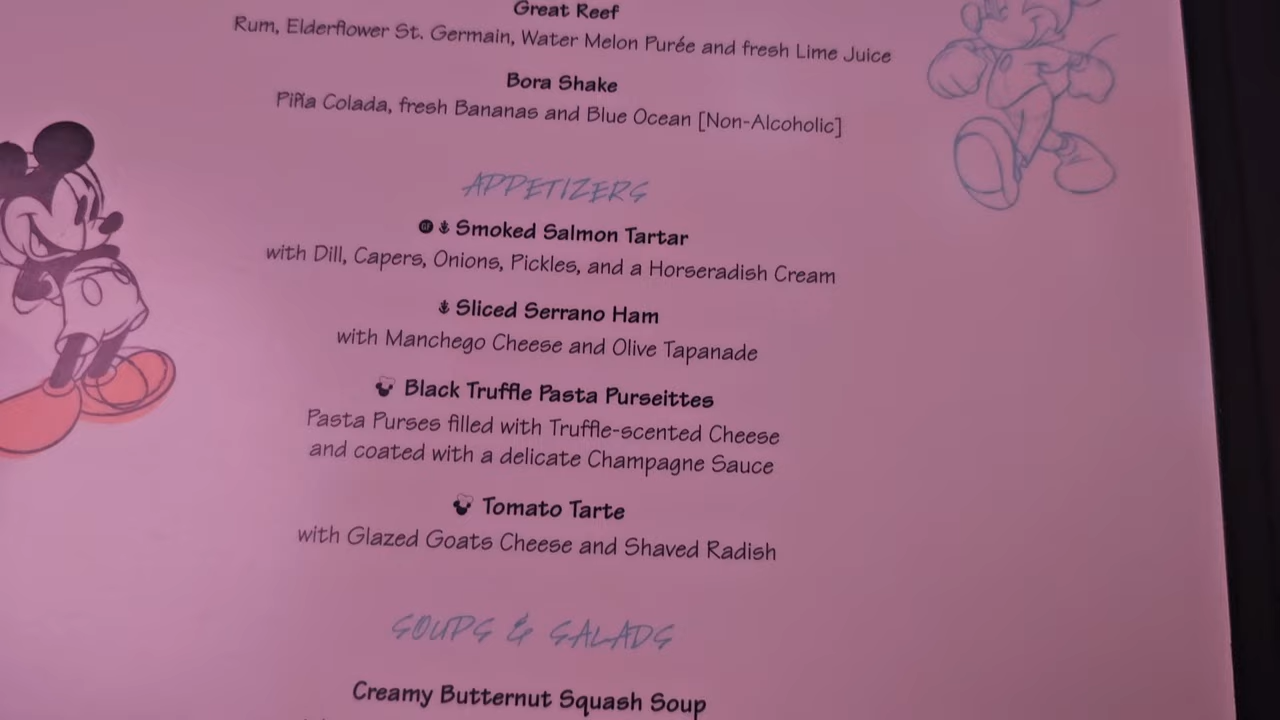 Great Reef
Rum, Elderflower St. Germain, Water Melon Purée and fresh Lime Juice
Bora Shake
Piña Colada, fresh Bananas and Blue Ocean [Non-Alcoholic]
APPETIZERS
GF Smoked Salmon Tartar
with Dill, Capers, Onions, Pickles, and a Horseradish Cream
Sliced Serrano Ham
with Manchego Cheese and Olive Tapanade
Black Truffle Pasta Purseittes
Pasta Purses filled with Truffle-scented Cheese
and coated with a delicate Champagne Sauce
Tomato Tarte
with Glazed Goats Cheese and Shaved Radish
SOUPS & SALADS
Creamy Butternut Squash Soup